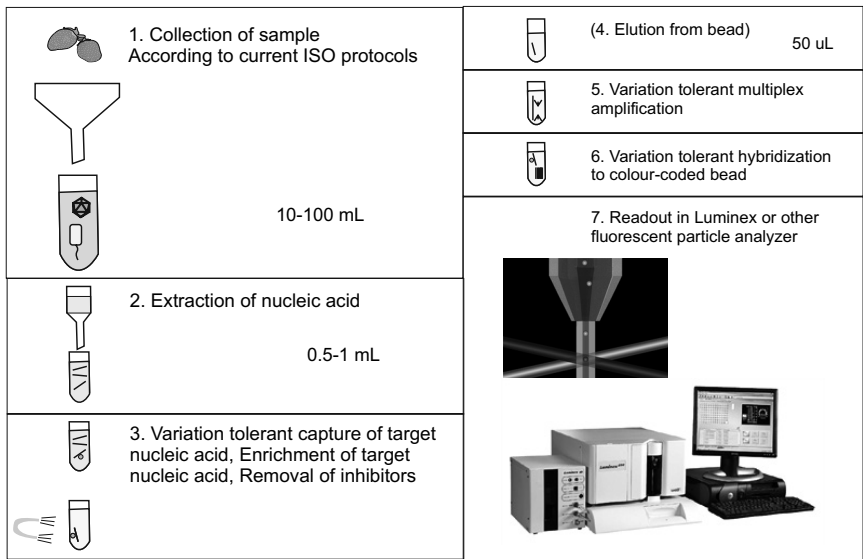 1. Collection of sample
According to current ISO protocols
10-100 mL
2. Extraction of nucleic acid
0.5-1 mL
3. Variation tolerant capture of target
nucleic acid, Enrichment of target
nucleic acid, Removal of inhibitors
(4. Elution from bead)
50 uL
5. Variation tolerant multiplex
amplification
6. Variation tolerant hybridization
to colour-coded bead
7. Readout in Luminex or other
fluorescent particle analyzer